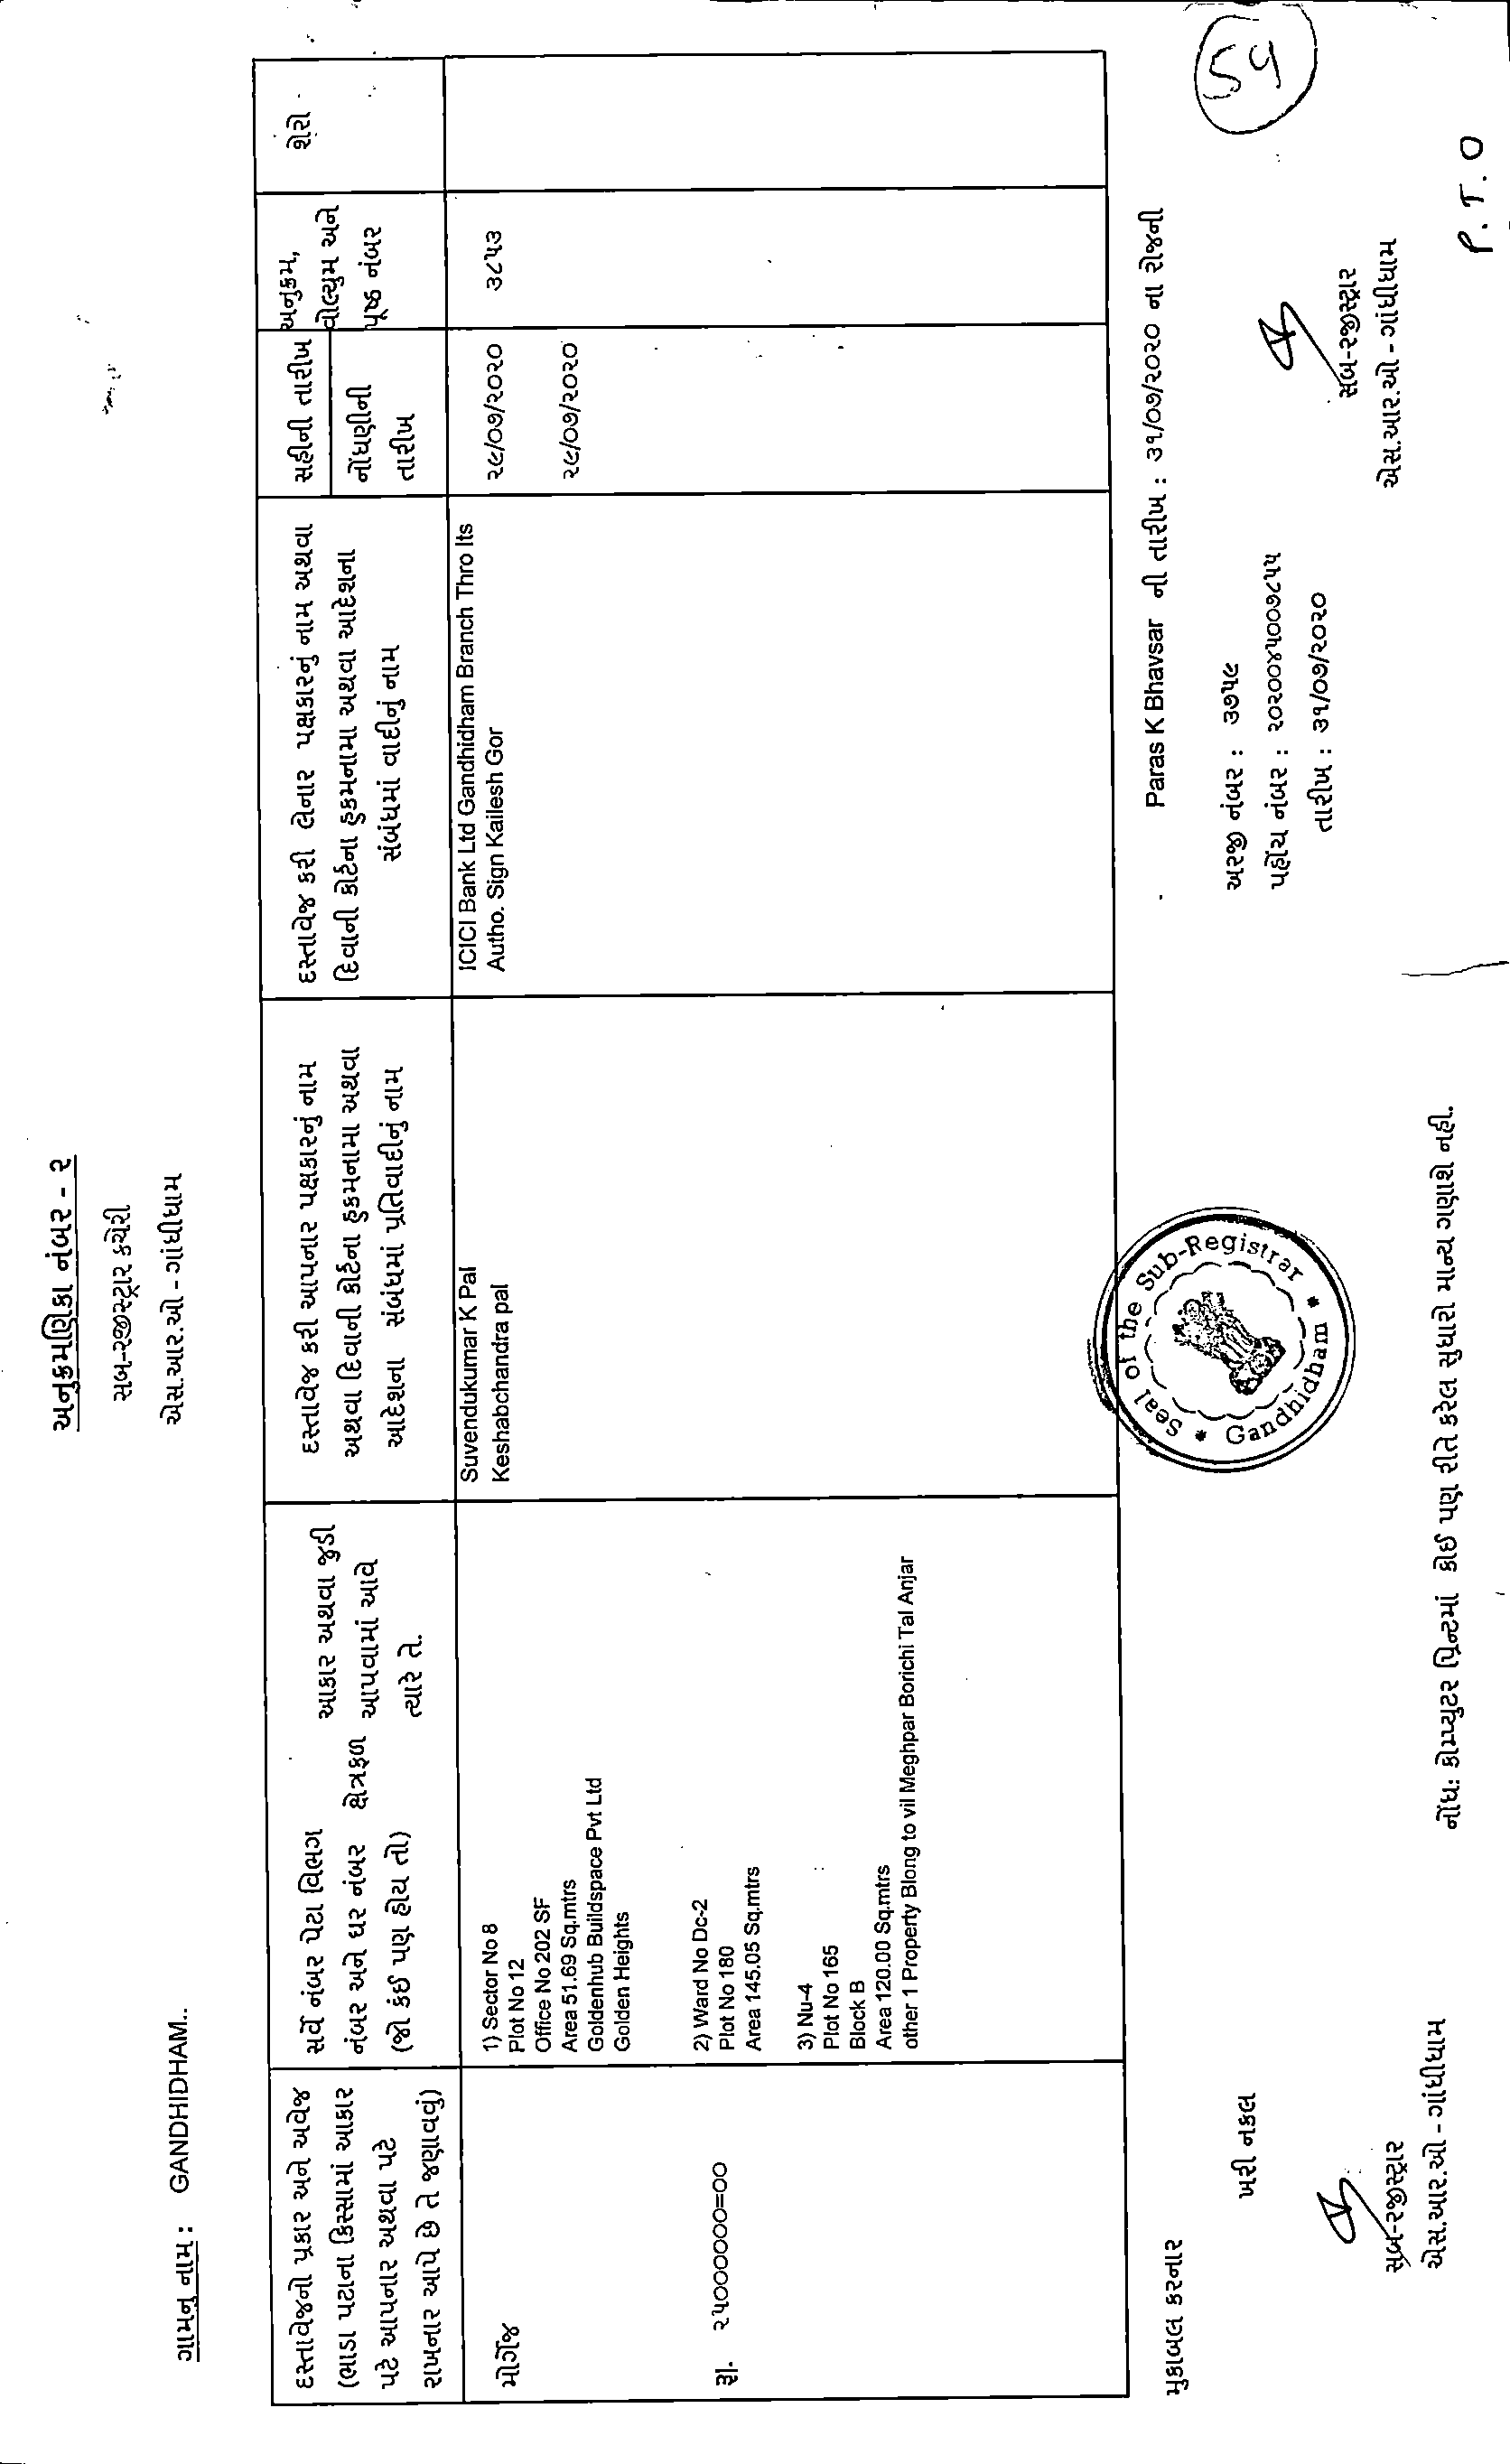 અનુક્રમણિકા નંબર - ૨
સબ-રજીસ્ટ્રાર કચેરી
એસ.આર.ઓ - ગાંધીધામ
ગામનુ નામ : GANDHIDHAM..
દસ્તાવેજનો પ્રકાર અને અવેજ
(ભાડા પટાના કિસ્સામાં આકાર
પટે આપનાર અથવા પટે
રાખનાર આપે છે તે જણાવવું)
સર્વે નંબર પેટા વિભાગ
નંબર અને ઘર નંબર
(જો કંઈ પણ હોય તો)
ક્ષેત્રફળ
આકાર અથવા જુડી
આપવામાં આવે
ત્યારે તે.
દસ્તાવેજ કરી આપનાર પક્ષકારનું નામ
અથવા દિવાની કોર્ટના હુકમનામા અથવા
આદેશના સંબંધમાં પ્રતિવાદીનું નામ
દસ્તાવેજ કરી લેનાર પક્ષકારનું નામ અથવા
દિવાની કોર્ટના હુકમનામા અથવા આદેશના
સંબંધમાં વાદીનું નામ
સહીની તારીખ
નોંધણીની
તારીખ
અનુક્રમ,
વોલ્યુમ અને
પૃષ્ઠ નંબર
શેરો
મોર્ગેજ
રૂા. ૨૫૦૦૦૦૦૦=૦૦
1) Sector No 8
Plot No 12
Office No 202 SF
Area 51.69 Sq.mtrs
Goldenhub Buildspace Pvt Ltd
Golden Heights
2) Ward No Dc-2
Plot No 180
Area 145.05 Sq.mtrs
3) Nu-4
Plot No 165
Block B
Area 120.00 Sq.mtrs
other 1 Property Blong to vil Meghpar Borichi Tal Anjar
Suvendukumar K Pal
Keshabchandra pal
ICICI Bank Ltd Gandhidham Branch Thro Its
Autho. Sign Kailesh Gor
૨૯/૦૭/૨૦૨૦
૨૯/૦૭/૨૦૨૦
૩૮૫૩
મુકાબલ કરનાર
ખરી નકલ
સબ-રજીસ્ટ્રાર
એસ.આર.ઓ - ગાંધીધામ
Seal of the Sub-Registrar * Gandhidham *
Paras K Bhavsar ની તારીખ : ૩૧/૦૭/૨૦૨૦ ના રોજની
અરજી નંબર : ૩૭૫૯
પહોંચ નંબર : ૨૦૨૦૦૪૫૦૦૭૮૫૫
તારીખ : ૩૧/૦૭/૨૦૨૦
સબ-રજીસ્ટ્રાર
એસ.આર.ઓ - ગાંધીધામ
નોંધ: કોમ્પ્યુટર પ્રિન્ટમાં કોઈ પણ રીતે કરેલ સુધારો માન્ય ગણાશે નહી.
P.T.O